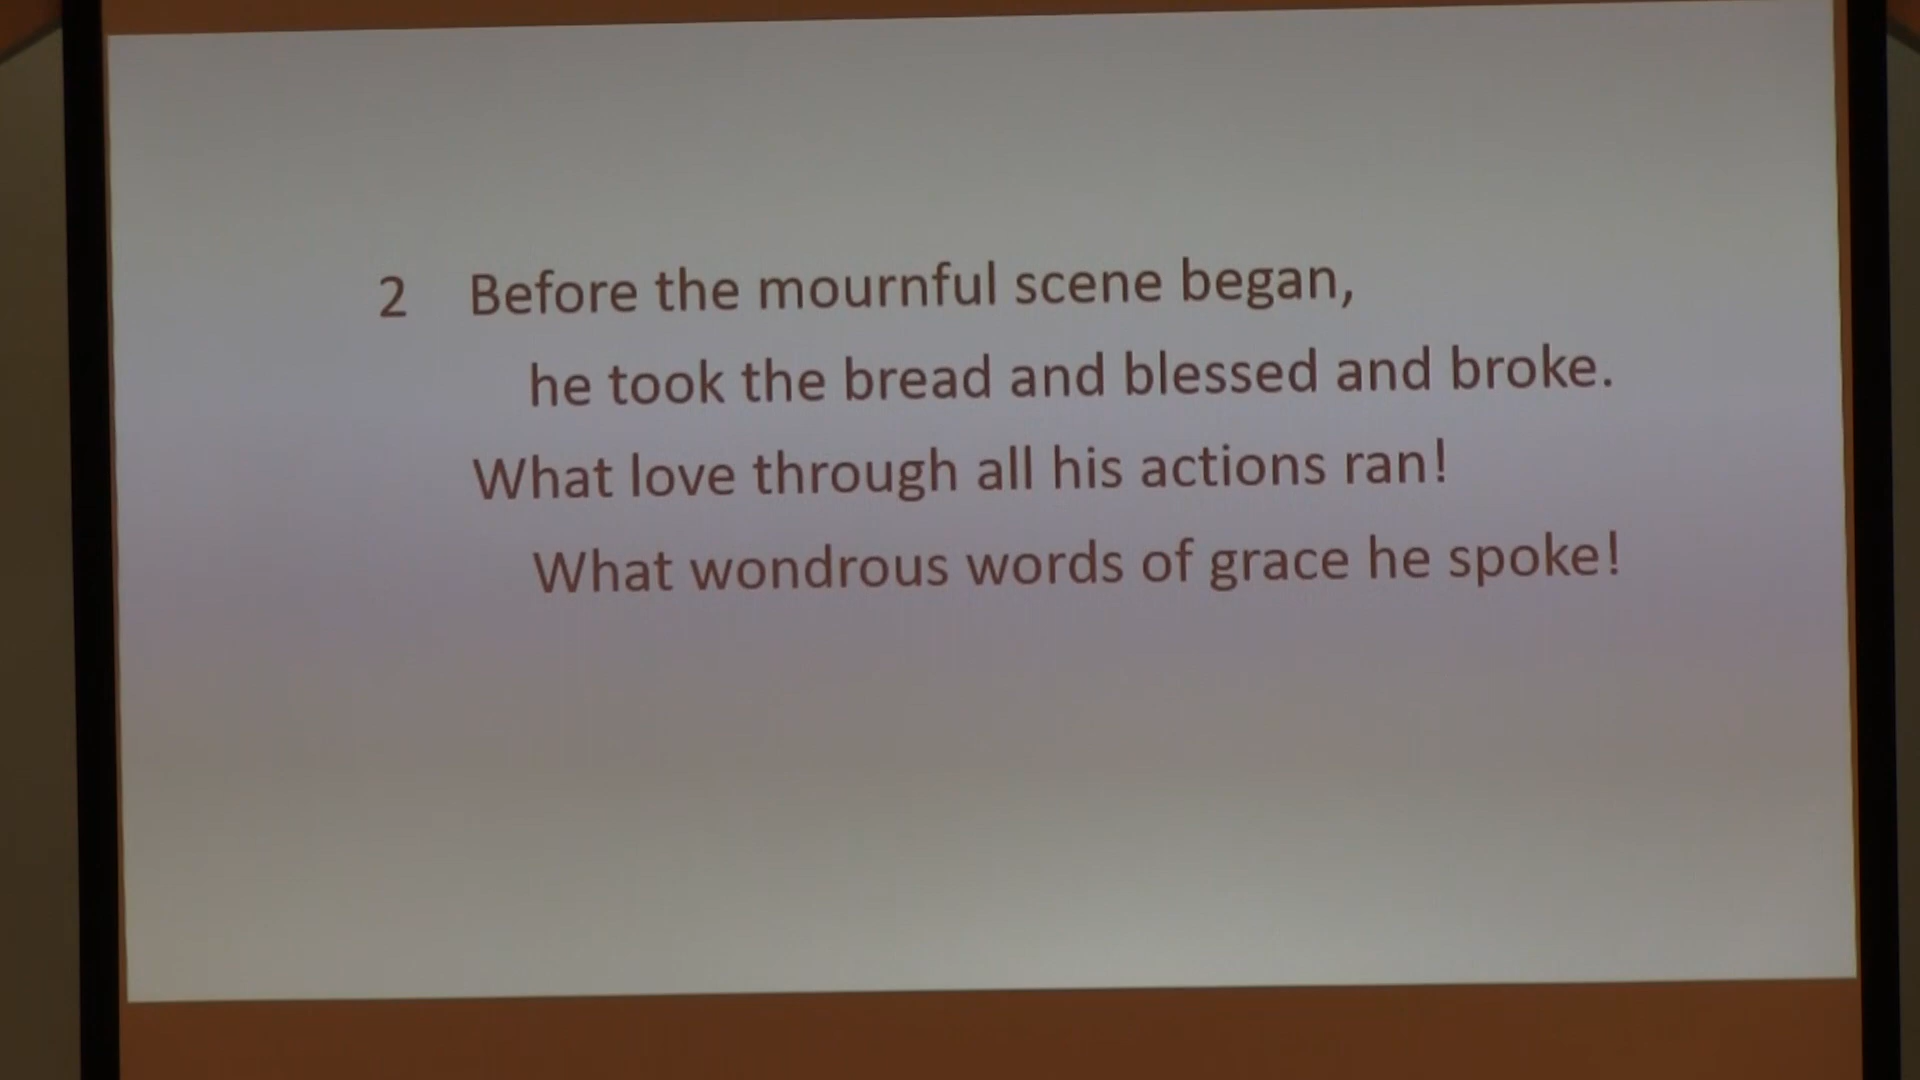 2 Before the mournful scene began,
he took the bread and blessed and broke.
What love through all his actions ran!
What wondrous words of grace he spoke!